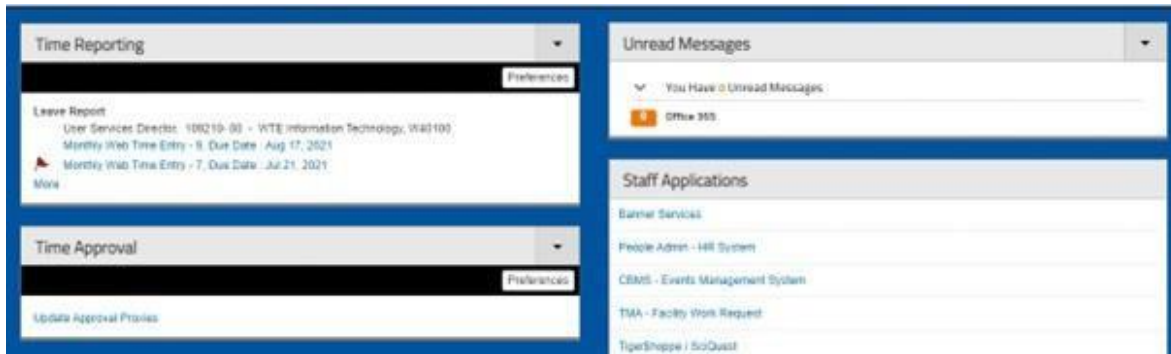 Time Reporting
Preferences
Leave Report
User Services Director, 109210-00 - WTE Information Technology, W40100
Monthly Web Time Entry - 8, Due Date : Aug 17, 2021
Monthly Web Time Entry - 7, Due Date : Jul 21, 2021
More
Time Approval
Preferences
Update Approval Proxies
Unread Messages
You Have 0 Unread Messages
0 Office 365
Staff Applications
Banner Services
People Admin - HR System
- Events Management System
TMA - Facility Work Request
TigerShoppe / SciQuest